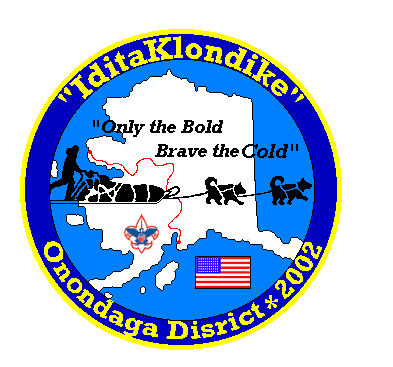 "IditaKlondike"
"Only the Bold
Brave the Cold"
Onondaga Disrict*2002